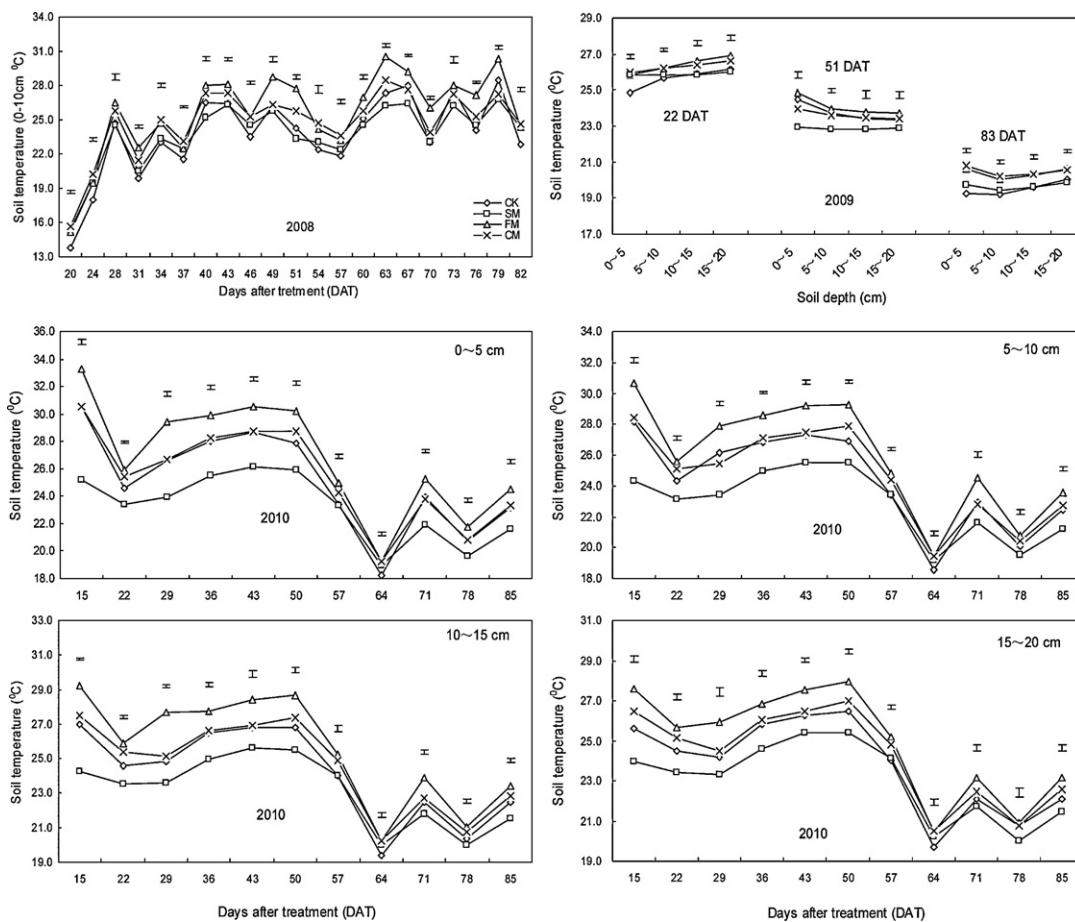 34.0
31.0
28.0
25.0
22.0
19.0
16.0
13.0
Soil temperature (0-10cm ⁰C)
2008
CK
SM
FM
CM
20 24 28 31 34 37 40 43 46 49 51 54 57 60 63 67 70 73 76 79 82
Days after tretment (DAT)
29.0
27.0
25.0
23.0
21.0
19.0
17.0
Soil temperature (⁰C)
22 DAT
51 DAT
83 DAT
2009
0～5 5~10 10~15 15~20 0～5 5~10 10~15 15~20 0～5 5~10 10~15 15~20
Soil depth (cm)
36.0
34.0
32.0
30.0
28.0
26.0
24.0
22.0
20.0
18.0
Soil temperature (⁰C)
0～5 cm
2010
15 22 29 36 43 50 57 64 71 78 85
34.0
32.0
30.0
28.0
26.0
24.0
22.0
20.0
18.0
Soil temperature (⁰C)
5～10 cm
2010
15 22 29 36 43 50 57 64 71 78 85
33.0
31.0
29.0
27.0
25.0
23.0
21.0
19.0
Soil temperature (⁰C)
10～15 cm
2010
15 22 29 36 43 50 57 64 71 78 85
Days after treatment (DAT)
31.0
29.0
27.0
25.0
23.0
21.0
19.0
Soil temperature (⁰C)
15～20 cm
2010
15 22 29 36 43 50 57 64 71 78 85
Days after treatment (DAT)